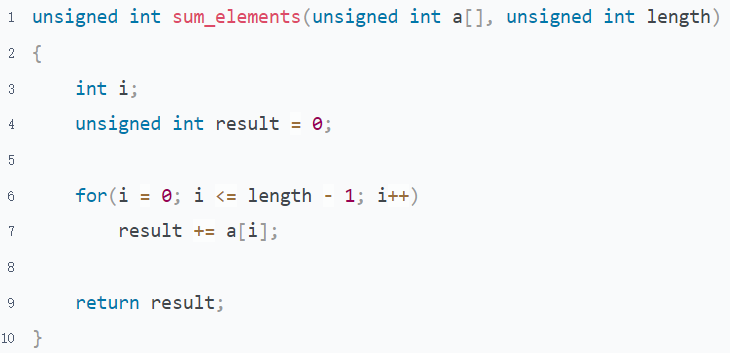 1 unsigned int sum_elements(unsigned int a[], unsigned int length)
2 {
3     int i;
4     unsigned int result = 0;
5
6     for(i = 0; i <= length - 1; i++)
7         result += a[i];
8
9     return result;
10 }